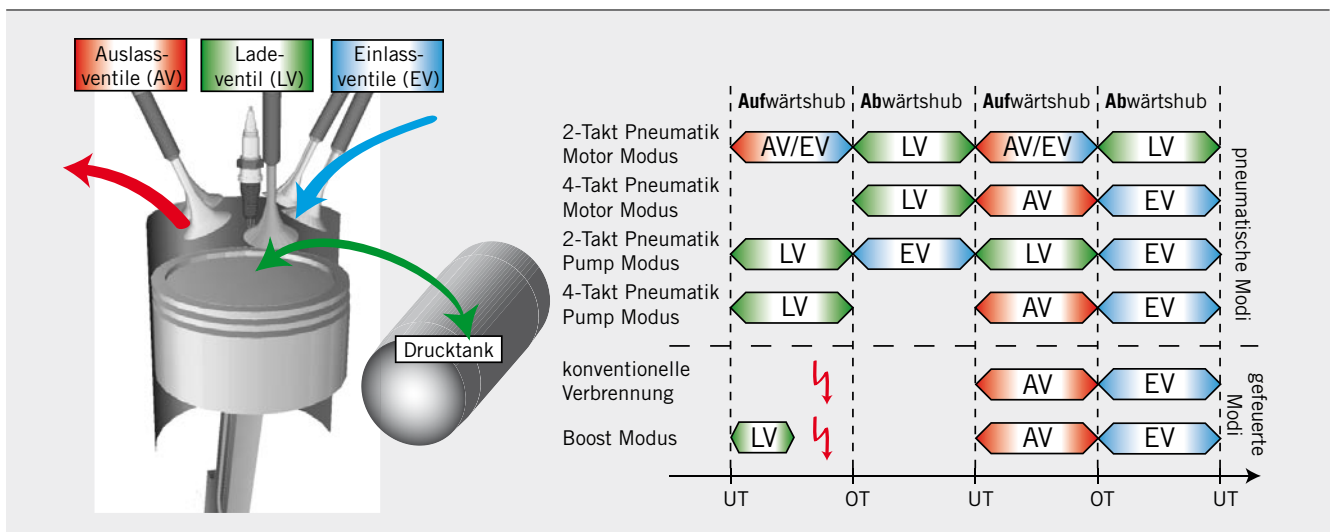 Auslass-
ventile (AV)
Lade-
ventil (LV)
Einlass-
ventile (EV)
Drucktank
Aufwärtshub Abwärtshub Aufwärtshub Abwärtshub
2-Takt Pneumatik
Motor Modus
AV/EV LV AV/EV LV
4-Takt Pneumatik
Motor Modus
LV AV EV
2-Takt Pneumatik
Pump Modus
LV EV LV EV
4-Takt Pneumatik
Pump Modus
LV AV EV
pneumatische Modi
konventionelle
Verbrennung
AV EV
Boost Modus
LV AV EV
gefeuerte
Modi
UT OT UT OT UT